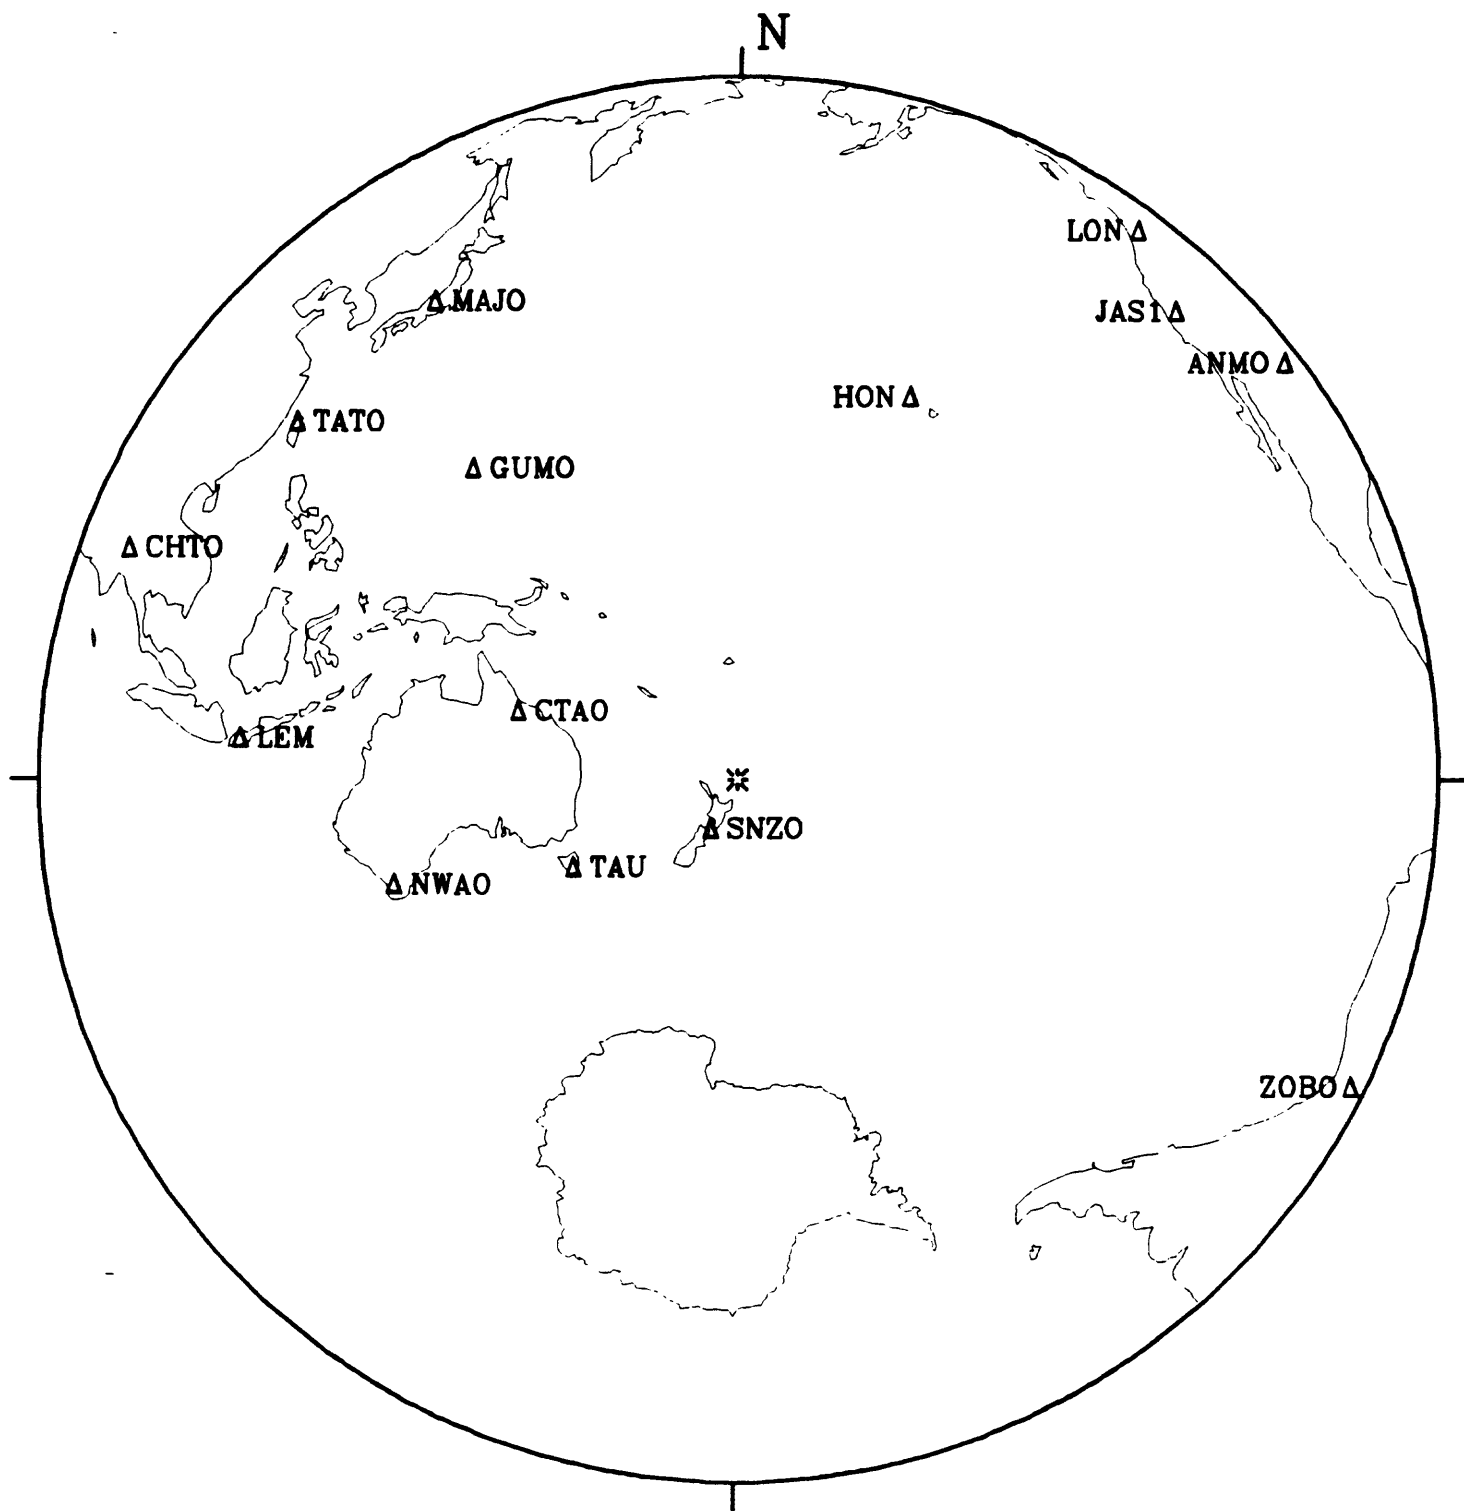 N
LON
MAJO
JAS1
ANMO
HON
TATO
GUMO
CHTO
CTAO
LEM
SNZO
TAU
NWAO
ZOBO